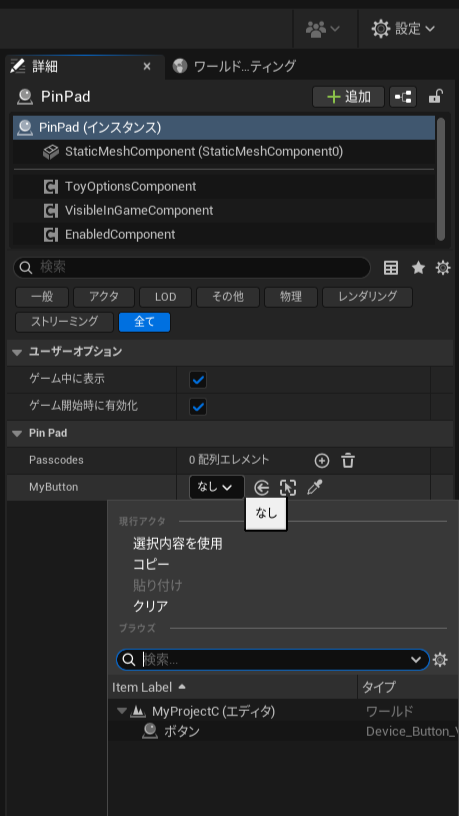 設定
詳細
ワールド...ティング
PinPad
追加
PinPad (インスタンス)
StaticMeshComponent (StaticMeshComponent0)
ToyOptionsComponent
VisibleInGameComponent
EnabledComponent
検索
一般 アクタ LOD その他 物理 レンダリング
ストリーミング 全て
ユーザーオプション
ゲーム中に表示
ゲーム開始時に有効化
Pin Pad
Passcodes 0 配列エレメント
MyButton なし
なし
現行アクタ
選択内容を使用
コピー
貼り付け
クリア
ブラウズ
検索...
Item Label タイプ
MyProjectC (エディタ) ワールド
ボタン Device_Button_